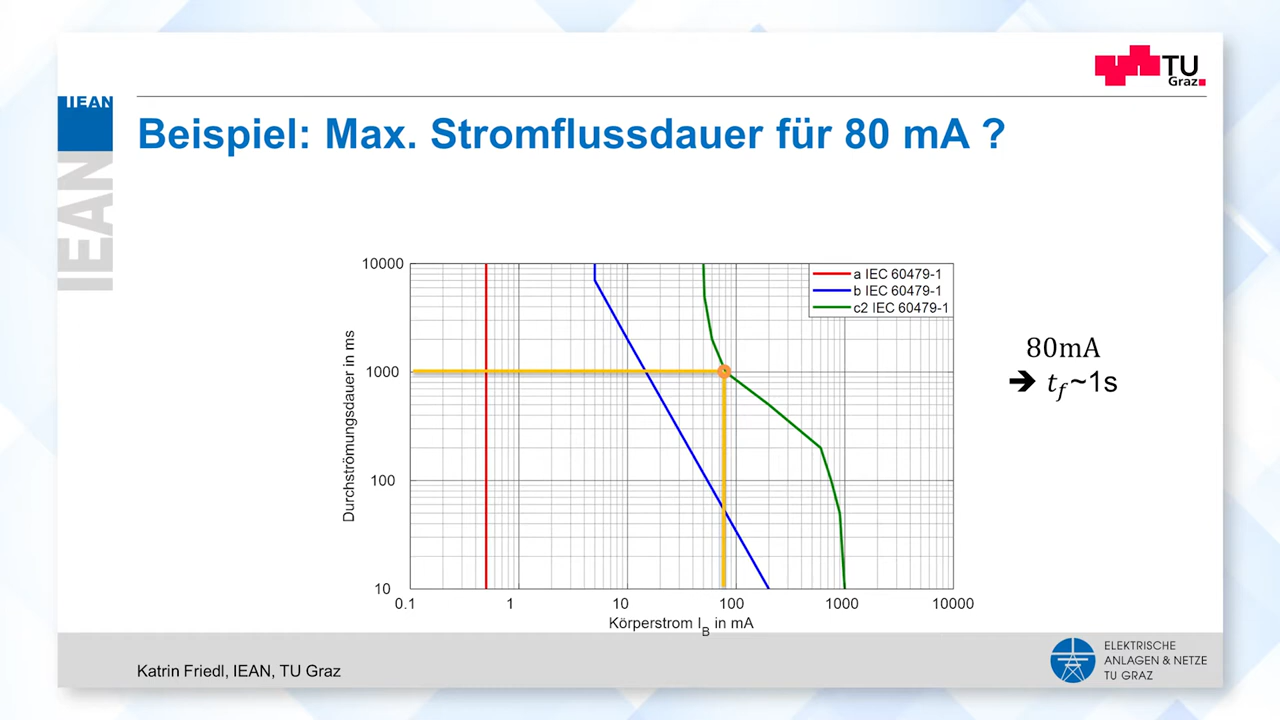 TU
Graz
IEAN
IEAN
Beispiel: Max. Stromflussdauer für 80 mA ?
10000
1000
100
10
Durchströmungsdauer in ms
a IEC 60479-1
b IEC 60479-1
c2 IEC 60479-1
0.1 1 10 100 1000 10000
Körperstrom I_B in mA
80mA
➔ t_f~1s
Katrin Friedl, IEAN, TU Graz
ELEKTRISCHE
ANLAGEN & NETZE
TU GRAZ